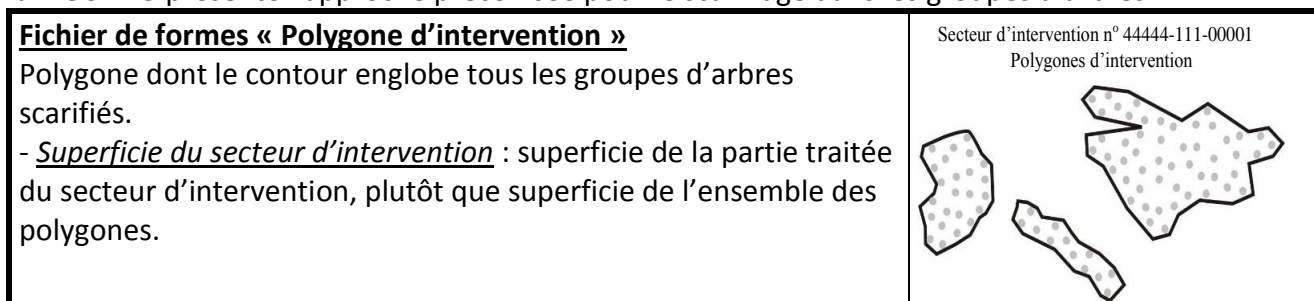 Fichier de formes « Polygone d’intervention »
Polygone dont le contour englobe tous les groupes d’arbres
scarifiés.
- Superficie du secteur d’intervention : superficie de la partie traitée
du secteur d’intervention, plutôt que superficie de l’ensemble des
polygones.
Secteur d’intervention nº 44444-111-00001
Polygones d’intervention